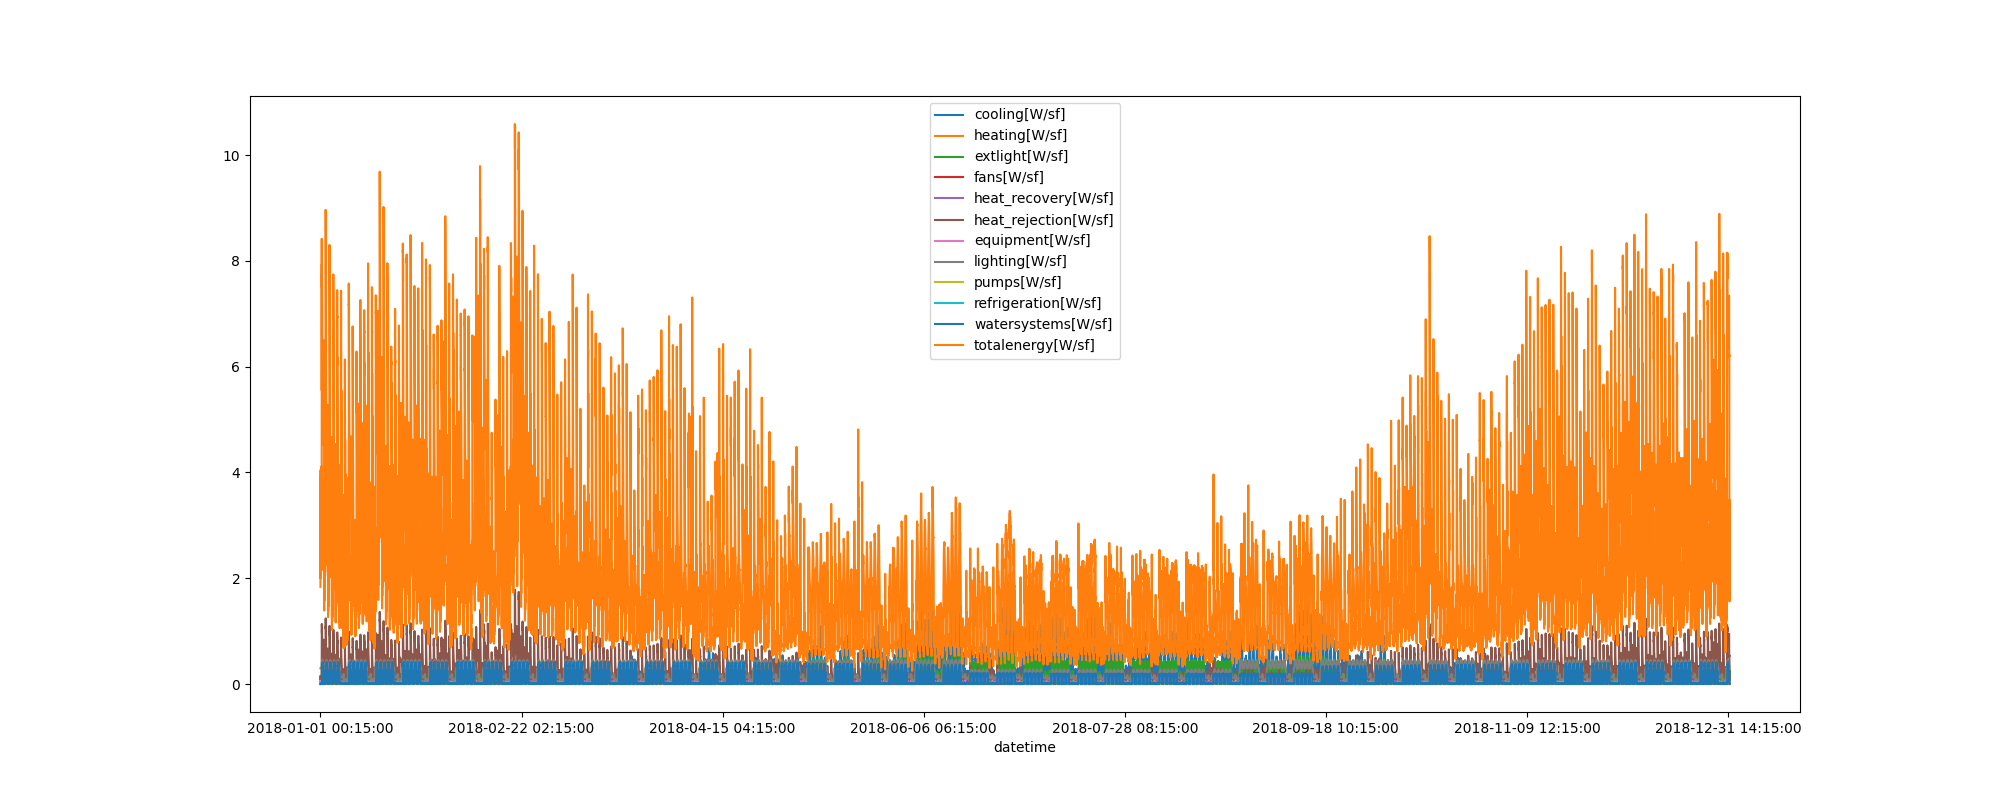 10
8
6
4
2
0
cooling[W/sf]
heating[W/sf]
extlight[W/sf]
fans[W/sf]
heat_recovery[W/sf]
heat_rejection[W/sf]
equipment[W/sf]
lighting[W/sf]
pumps[W/sf]
refrigeration[W/sf]
watersystems[W/sf]
totalenergy[W/sf]
2018-01-01 00:15:00 2018-02-22 02:15:00 2018-04-15 04:15:00 2018-06-06 06:15:00 2018-07-28 08:15:00 2018-09-18 10:15:00 2018-11-09 12:15:00 2018-12-31 14:15:00
datetime